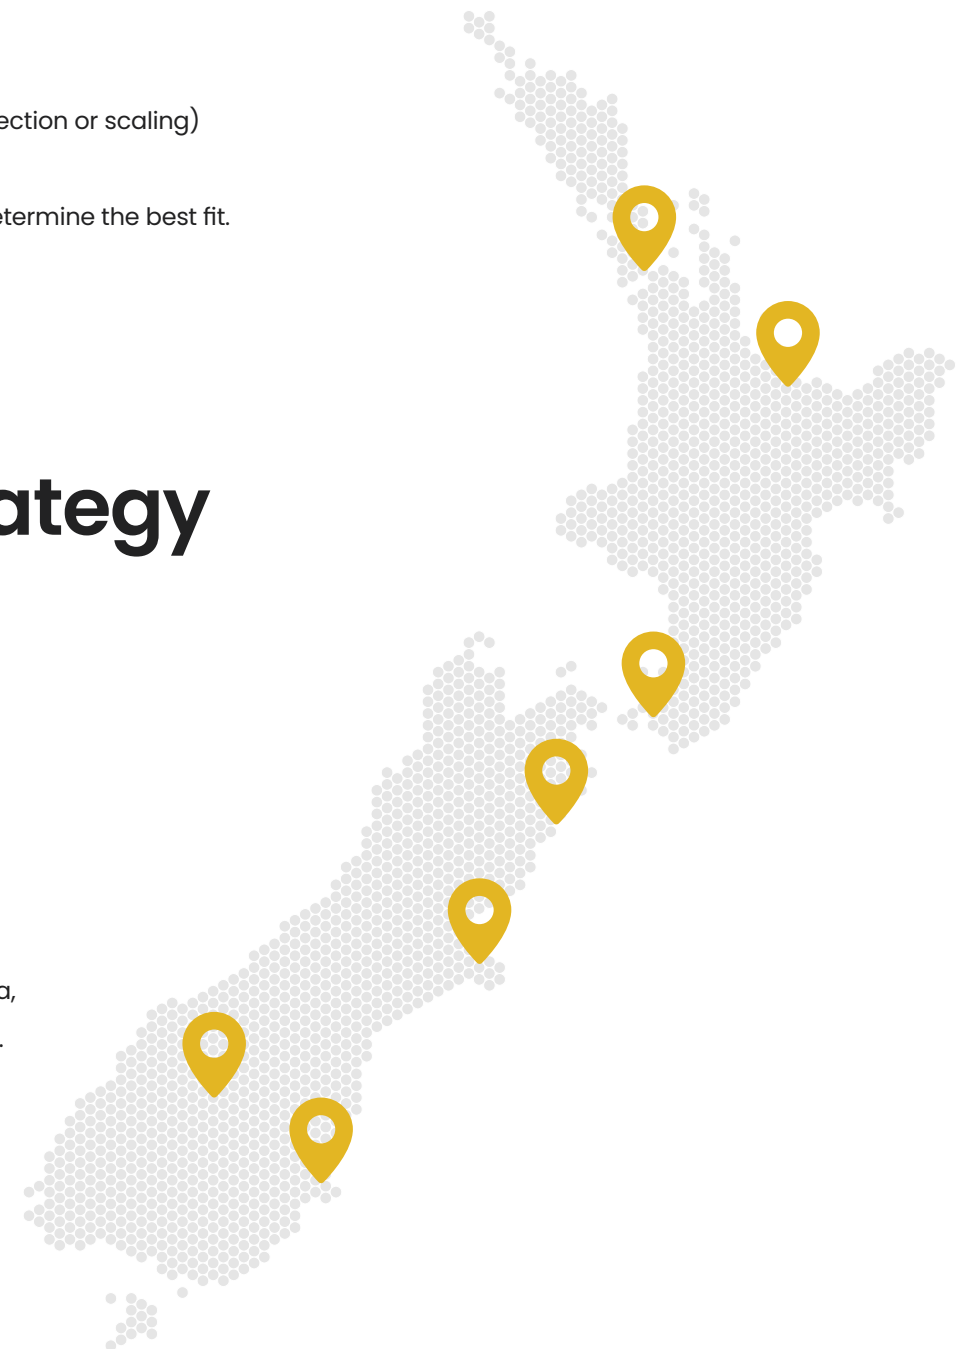 ection or scaling)
etermine the best fit.
ategy
a,
.